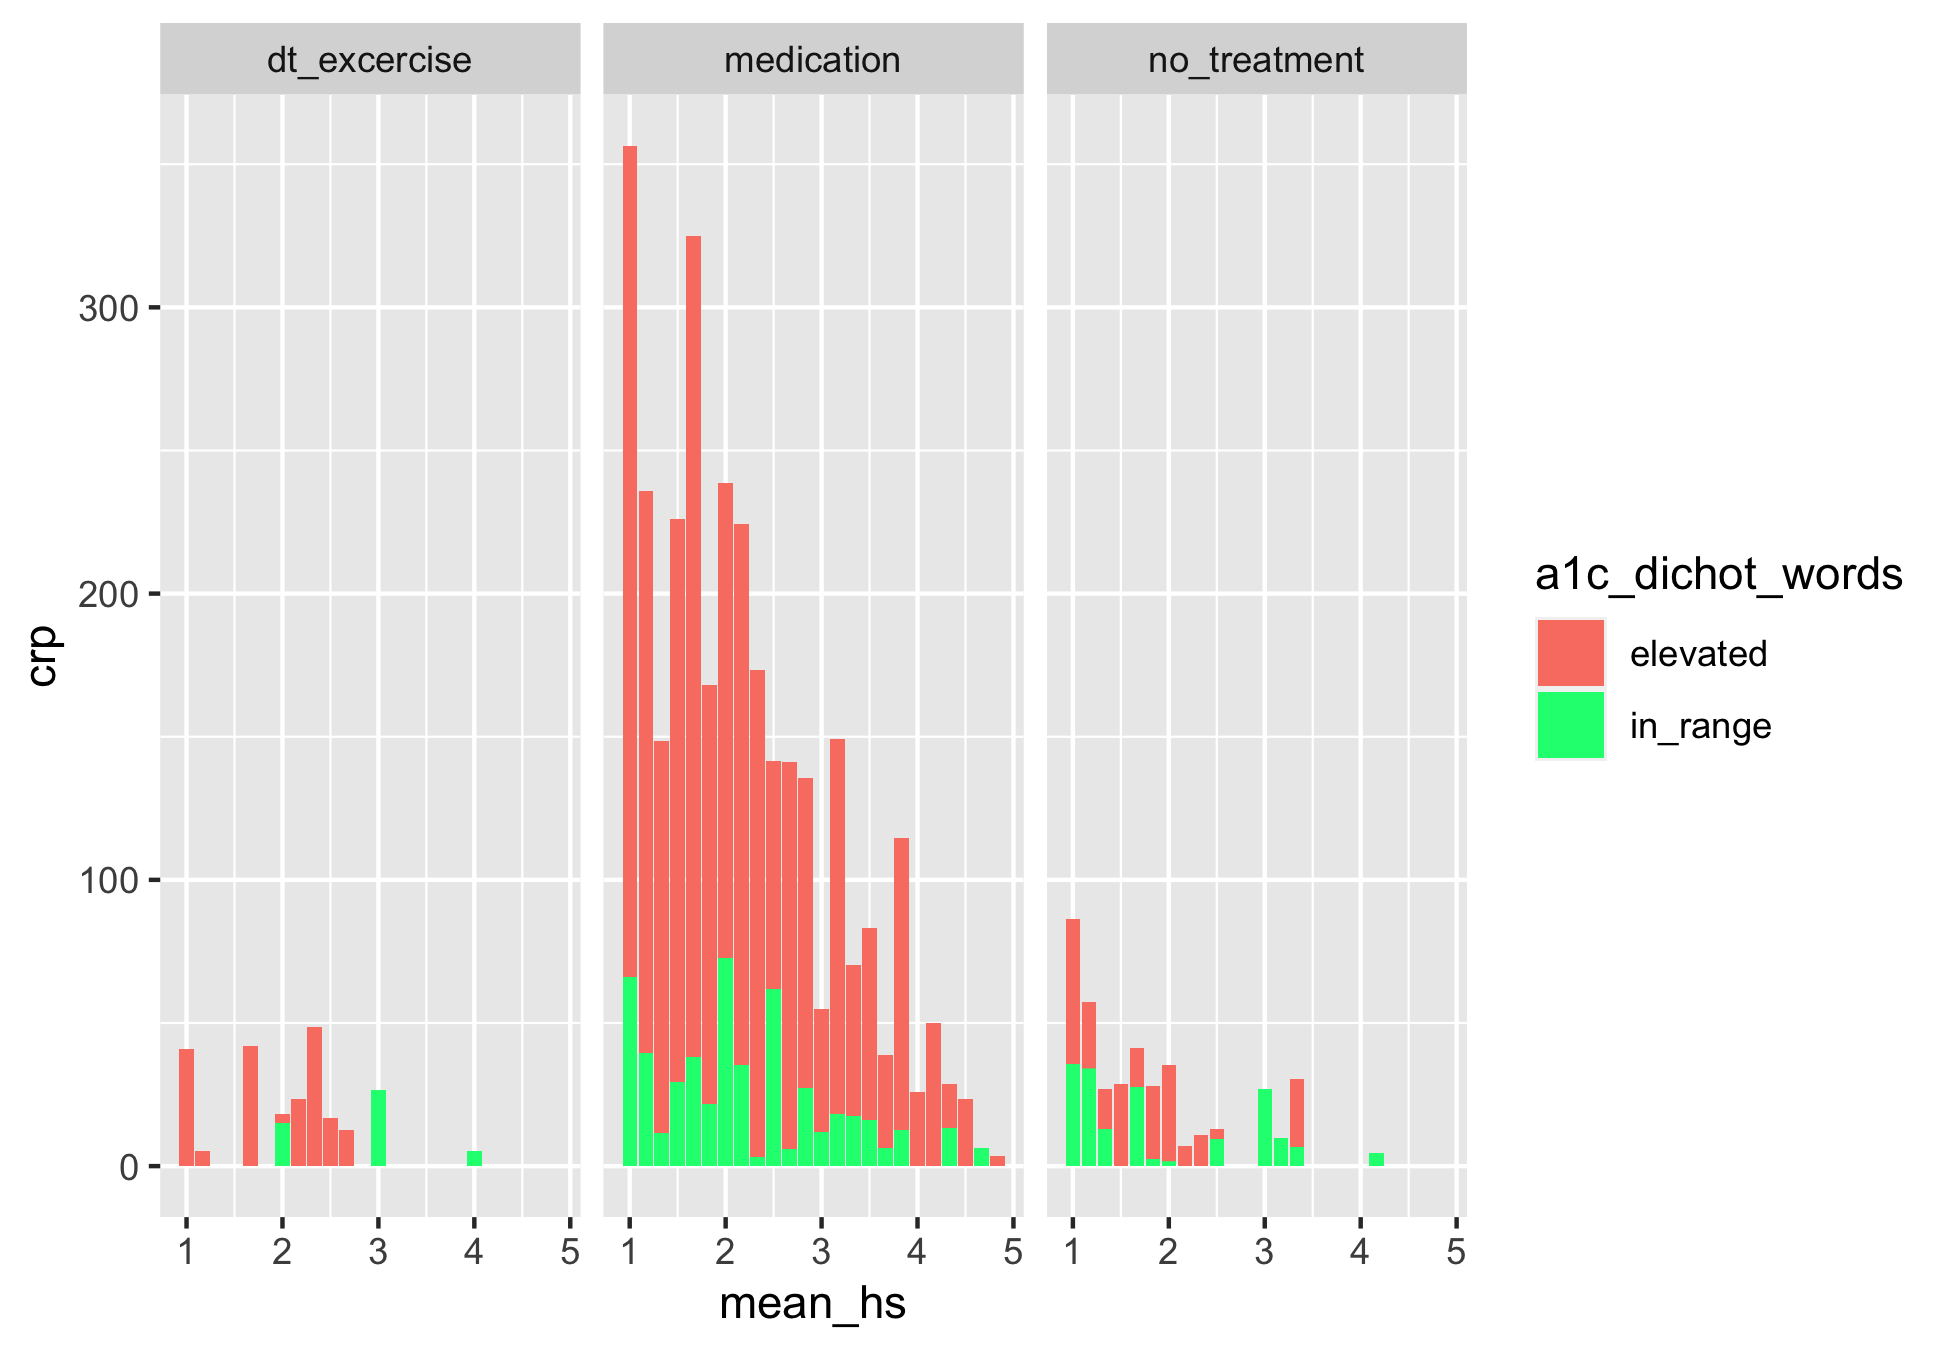 dt_excercise medication no_treatment
300
200
100
0
crp
1 2 3 4 5 1 2 3 4 5 1 2 3 4 5
mean_hs
a1c_dichot_words
elevated
in_range